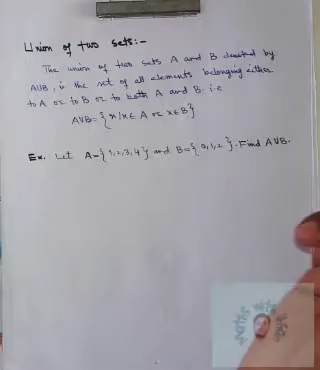 Union of two sets:-
The union of two sets A and B denoted by
A∪B, is the set of all elements belonging either
to A or to B or to both A and B. i.e
A∪B={x|x∈A or x∈B}
Ex. Let A={1,2,3,4} and B={0,1,2}. Find A∪B.